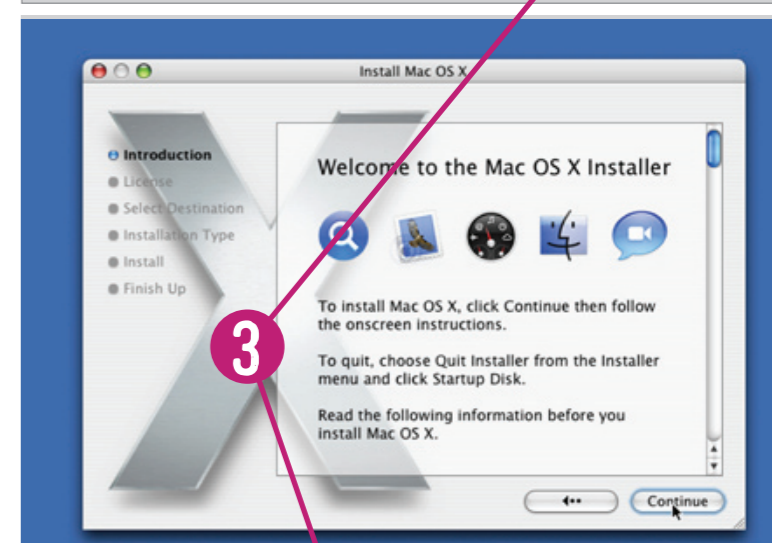 Install Mac OS X
Introduction
License
Select Destination
Installation Type
Install
Finish Up
Welcome to the Mac OS X Installer
To install Mac OS X, click Continue then follow
the onscreen instructions.
To quit, choose Quit Installer from the Installer
menu and click Startup Disk.
Read the following information before you
install Mac OS X.
3
Continue